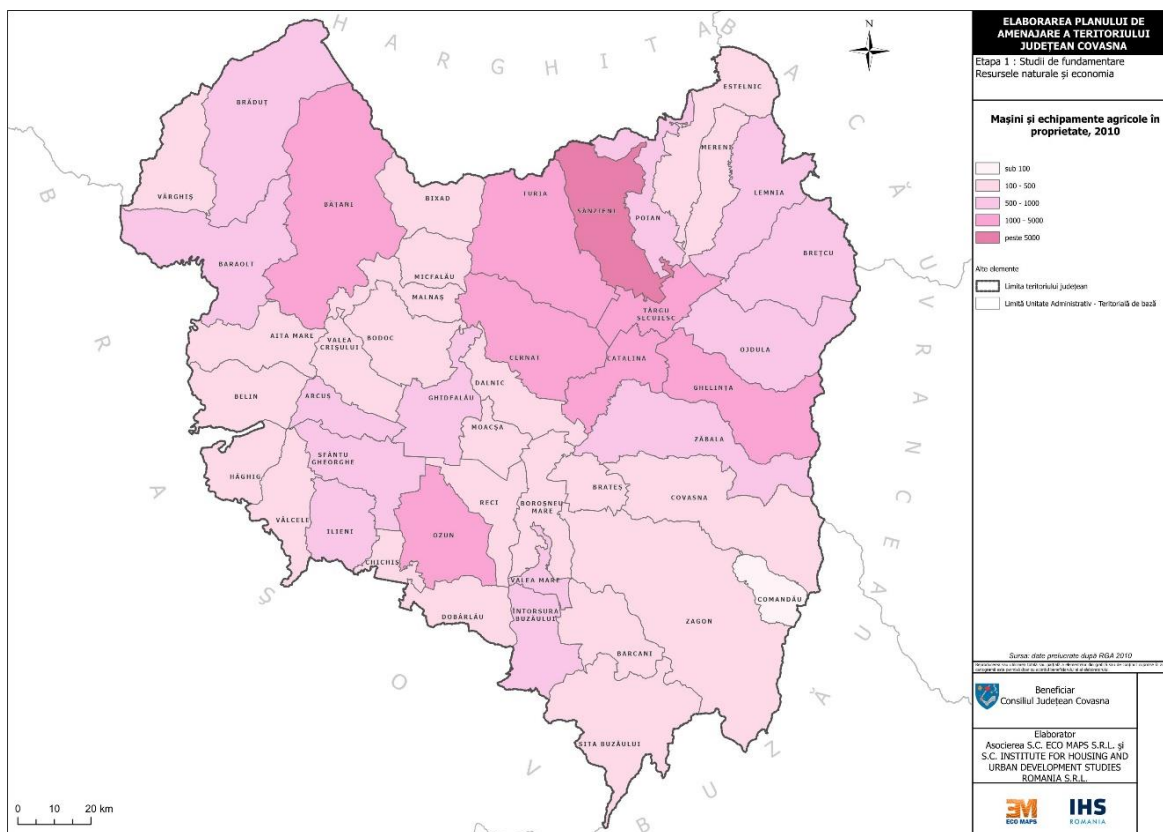 H A R G H I T A
B A C Ă U
V R A N C E A
B U Z Ă U
B R A Ș O V
N
ESTELNIC
BRĂDUȚ
MERENI
VÂRGHIȘ
BĂȚANI
BIXAD
TURIA
LEMNIA
SÂNZIENI
POIAN
BARAOLT
BREȚCU
MICFALĂU
MALNAȘ
TÂRGU
SECUIESC
AITA MARE
VALEA
CRIȘULUI
BODOC
OJDULA
CERNAT
CATALINA
GHELINȚA
DALNIC
BELIN
ARCUȘ
GHIDFALĂU
MOACȘA
ZĂBALA
SFÂNTU
GHEORGHE
HĂGHIG
BRATEȘ
COVASNA
RECI
BOROȘNEU
MARE
VÂLCELE
ILIENI
OZUN
CHICHIȘ
VALEA MARE
COMANDĂU
DOBÂRLĂU
ÎNTORSURA
BUZĂULUI
ZAGON
BARCANI
SITA BUZĂULUI
0 10 20 km
ELABORAREA PLANULUI DE
AMENAJARE A TERITORIULUI
JUDEȚEAN COVASNA
Etapa 1 : Studii de fundamentare
Resursele naturale și economia
Mașini și echipamente agricole în
proprietate, 2010
sub 100
100 - 500
500 - 1000
1000 - 5000
peste 5000
Alte elemente
Limita teritoriului județean
Limită Unitate Administrativ - Teritorială de bază
Sursa: date prelucrate după RGA 2010
Beneficiar
Consiliul Județean Covasna
Elaborator
Asocierea S.C. ECO MAPS S.R.L. și
S.C. INSTITUTE FOR HOUSING AND
URBAN DEVELOPMENT STUDIES
ROMANIA S.R.L.
ECO MAPS
IHS
ROMANIA